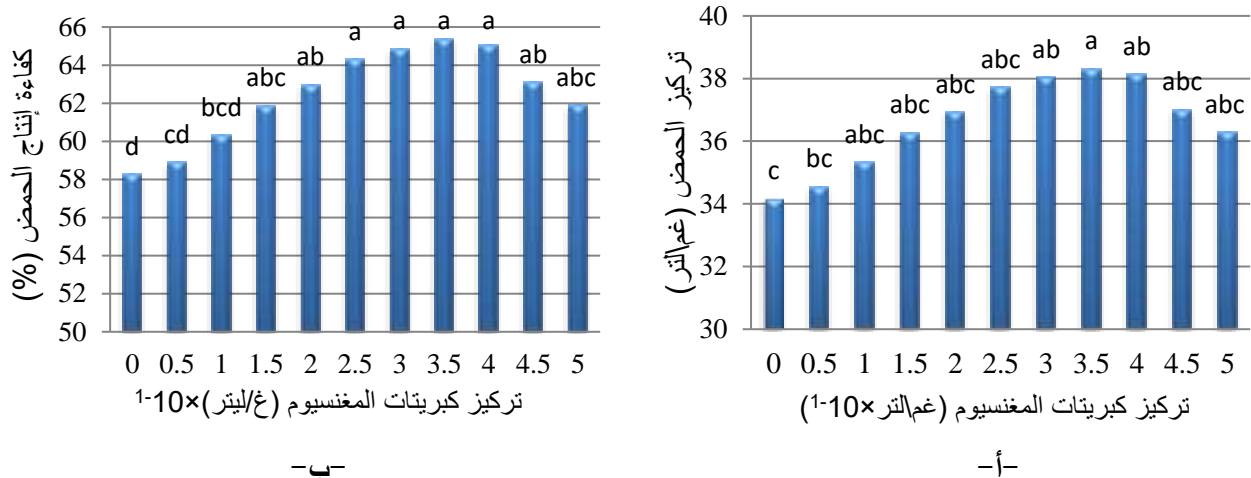 تركيز الحمض (غم\التر)
40
38
36
34
32
30
c bc abc abc abc abc ab a ab abc abc
0 0.5 1 1.5 2 2.5 3 3.5 4 4.5 5
تركيز كبريتات المغنسيوم (غم\التر×10-1)
-أ-
كفاءة إنتاج الحمض (%)
66
64
62
60
58
56
54
52
50
d cd bcd abc ab a a a a ab abc
0 0.5 1 1.5 2 2.5 3 3.5 4 4.5 5
تركيز كبريتات المغنسيوم (غ/ليتر)×10-1
-ب-